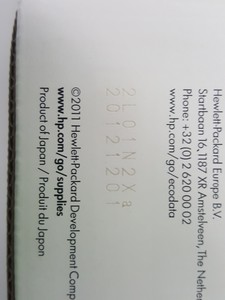 Hewlett-Packard Europe B.V.
Startbaan 16, 1187 XR Amstelveen, The Nethe
Phone: +32 (0) 2 620 00 02
www.hp.com/go/ecodata
2L01N2Xa
20121201
©2011 Hewlett-Packard Development Comp
www.hp.com/go/supplies
Product of Japan / Produit du Japon